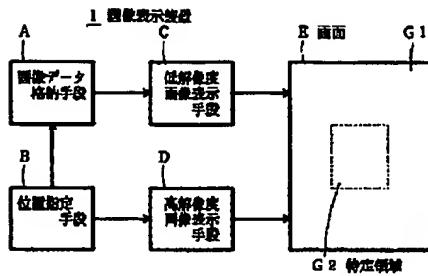 1 画像表示装置
A
C
E 画面
G1
画像データ
格納手段
低解像度
画像表示
手段
B
D
位置指定
手段
高解像度
画像表示
手段
G2 特定領域